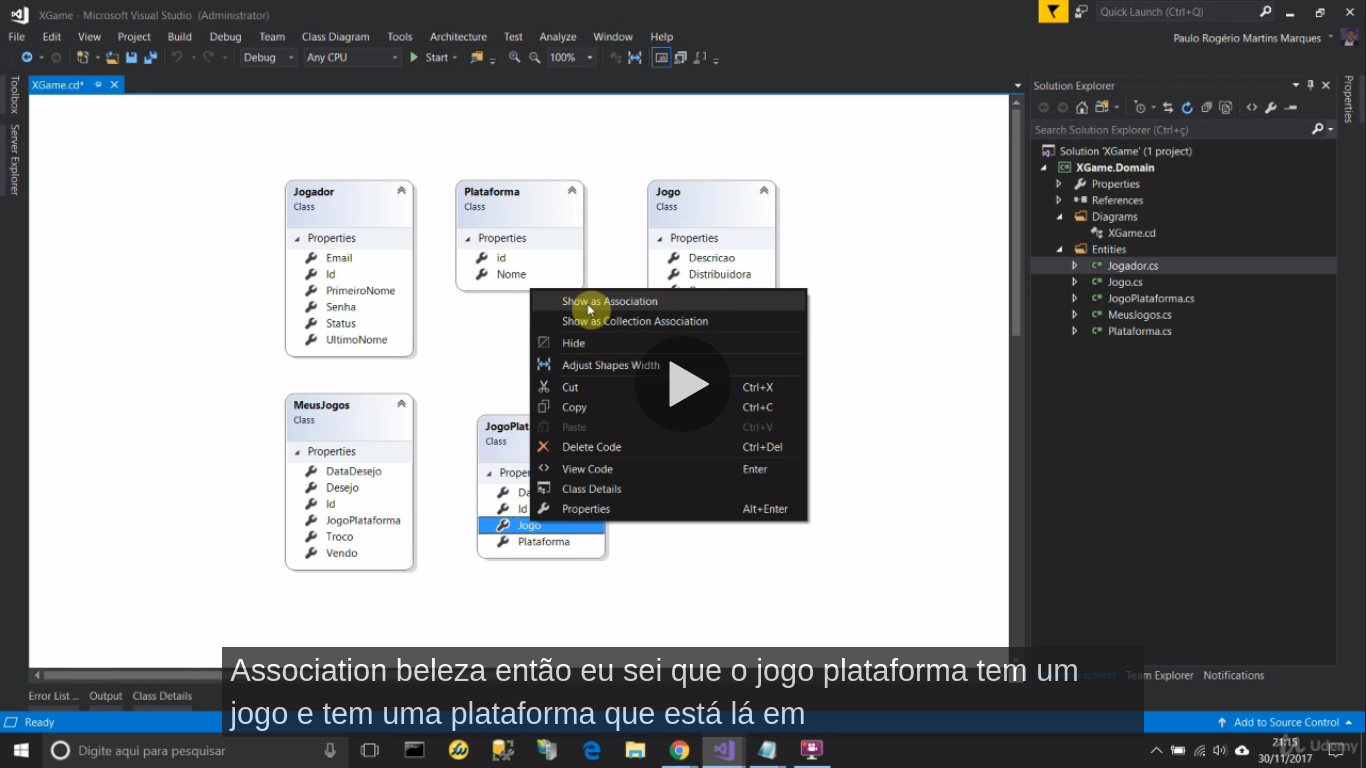 XGame - Microsoft Visual Studio (Administrator)
Quick Launch (Ctrl+Q)
File Edit View Project Build Debug Team Class Diagram Tools Architecture Test Analyze Window Help
Paulo Rogério Martins Marques
Debug Any CPU Start 100%
Toolbox
Server Explorer
XGame.cd*
Jogador
Class
Properties
Email
Id
PrimeiroNome
Senha
Status
UltimoNome
Plataforma
Class
Properties
id
Nome
Jogo
Class
Properties
Descricao
Distribuidora
MeusJogos
Class
Properties
DataDesejo
Desejo
Id
JogoPlataforma
Troco
Vendo
JogoPlat
Class
Proper
Da
Id
Jogo
Plataforma
Show as Association
Show as Collection Association
Hide
Adjust Shapes Width
Cut Ctrl+X
Copy Ctrl+C
Paste Ctrl+V
Delete Code Ctrl+Del
View Code Enter
Class Details
Properties Alt+Enter
Solution Explorer
Search Solution Explorer (Ctrl+ç)
Solution 'XGame' (1 project)
XGame.Domain
Properties
References
Diagrams
XGame.cd
Entities
Jogador.cs
Jogo.cs
JogoPlataforma.cs
MeusJogos.cs
Plataforma.cs
Properties
Team Explorer Notifications
Association beleza então eu sei que o jogo plataforma tem um
jogo e tem uma plataforma que está lá em
Error List ... Output Class Details
Ready
Add to Source Control
Digite aqui para pesquisar
21:15
30/11/2017
Udemy